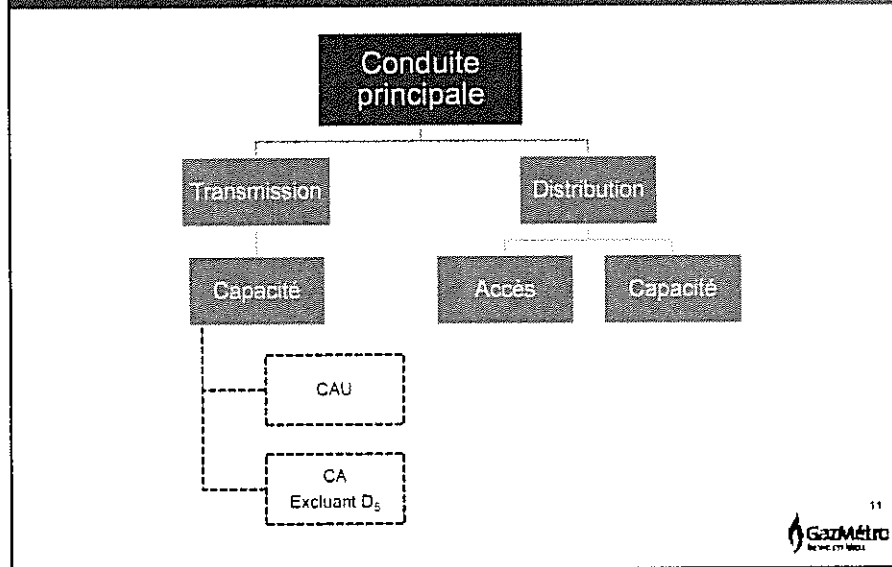 Conduite
principale
Transmission
Distribution
Capacité
Accès
Capacité
CAU
CA
Excluant D₅
11
GazMétro